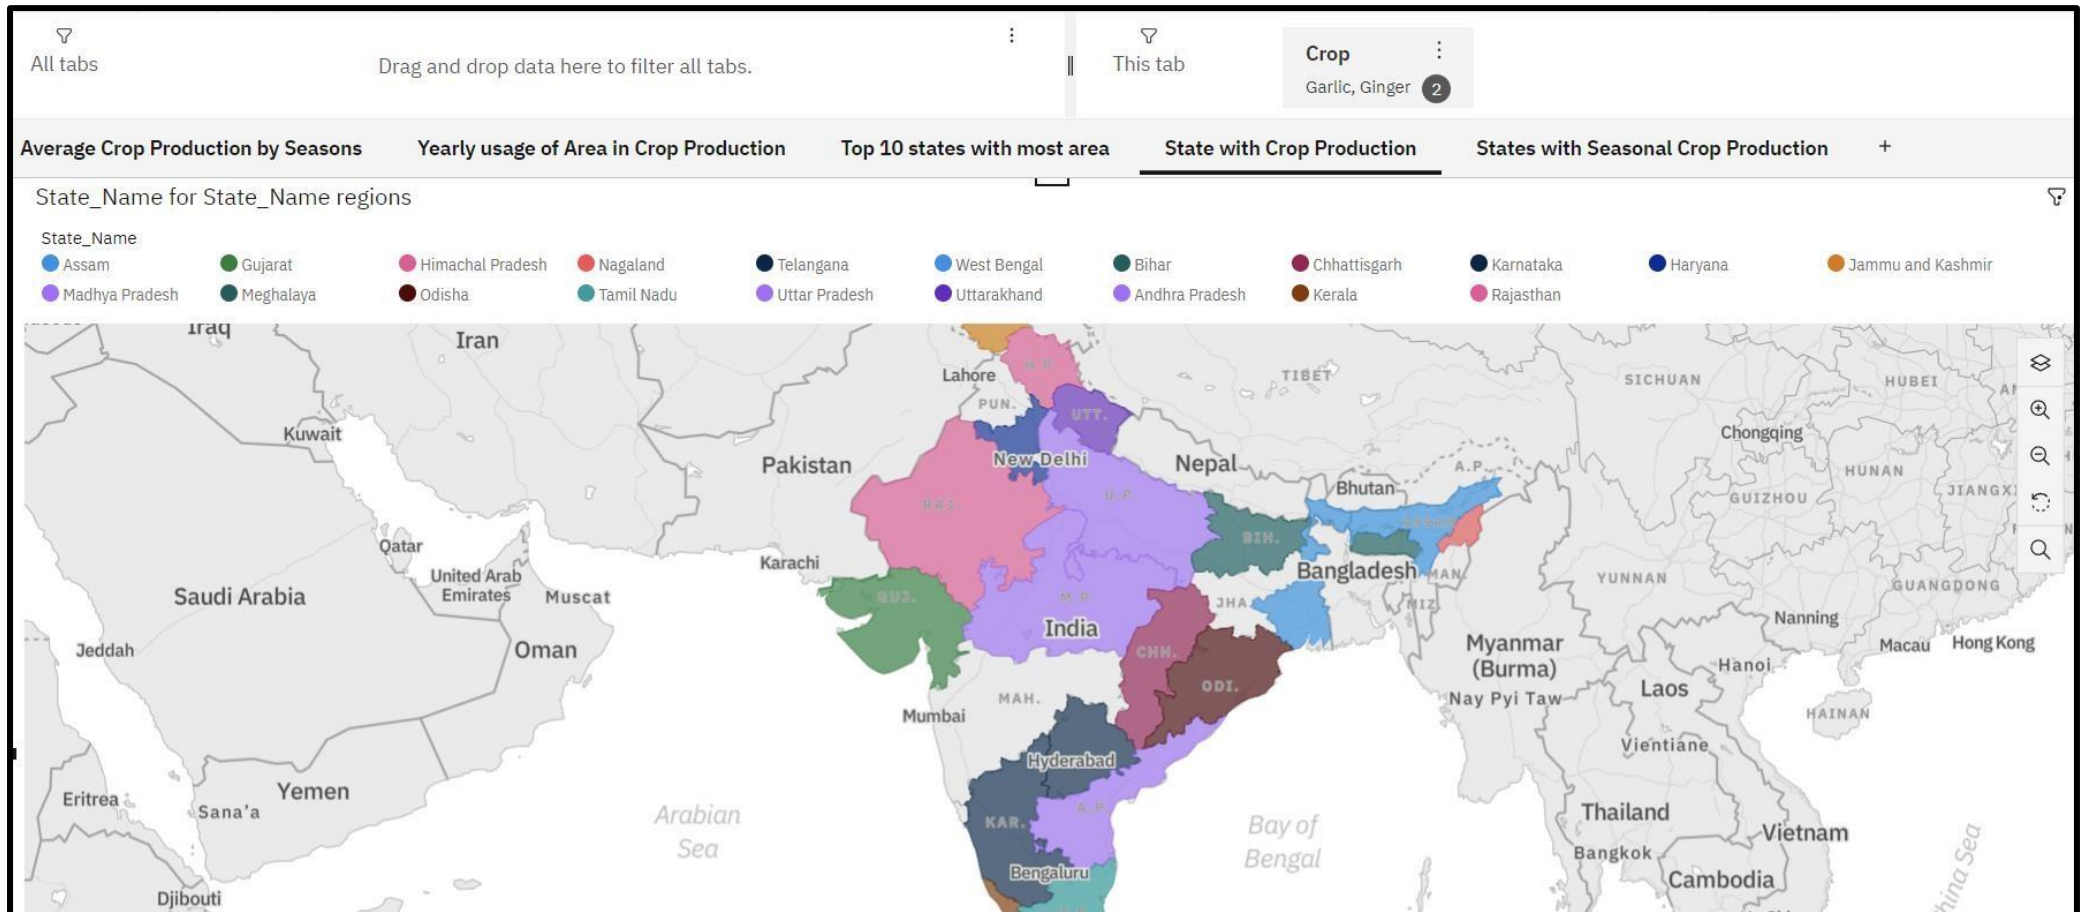 All tabs
Drag and drop data here to filter all tabs.
This tab
Crop
Garlic, Ginger 2
Average Crop Production by Seasons
Yearly usage of Area in Crop Production
Top 10 states with most area
State with Crop Production
States with Seasonal Crop Production
+
State_Name for State_Name regions
State_Name
Assam Gujarat Himachal Pradesh Nagaland Telangana West Bengal Bihar Chhattisgarh Karnataka Haryana Jammu and Kashmir
Madhya Pradesh Meghalaya Odisha Tamil Nadu Uttar Pradesh Uttarakhand Andhra Pradesh Kerala Rajasthan
Iraq
Iran
H.P.
Lahore
TIBET
SICHUAN
HUBEI
PUN.
UTT.
Kuwait
Chongqing
Pakistan
New Delhi
Nepal
A.P.
HUNAN
Bhutan
U.P.
GUIZHOU
JIANGXI
RAJ.
ASSAM
BIH.
Qatar
Karachi
United Arab
Emirates
Muscat
Bangladesh
MAN.
YUNNAN
GUANGDONG
Saudi Arabia
GUJ.
M.P.
JHA.
MIZ.
Nanning
India
Jeddah
Oman
CHH.
Myanmar
(Burma)
Macau
Hong Kong
Hanoi
ODI.
Laos
Nay Pyi Taw
MAH.
Mumbai
HAINAN
Vientiane
Hyderabad
Yemen
Eritrea
Sana’a
Arabian
Sea
A.P.
KAR.
Bay of
Bengal
Thailand
Vietnam
Bangkok
Bengaluru
Cambodia
Djibouti
hina Sea